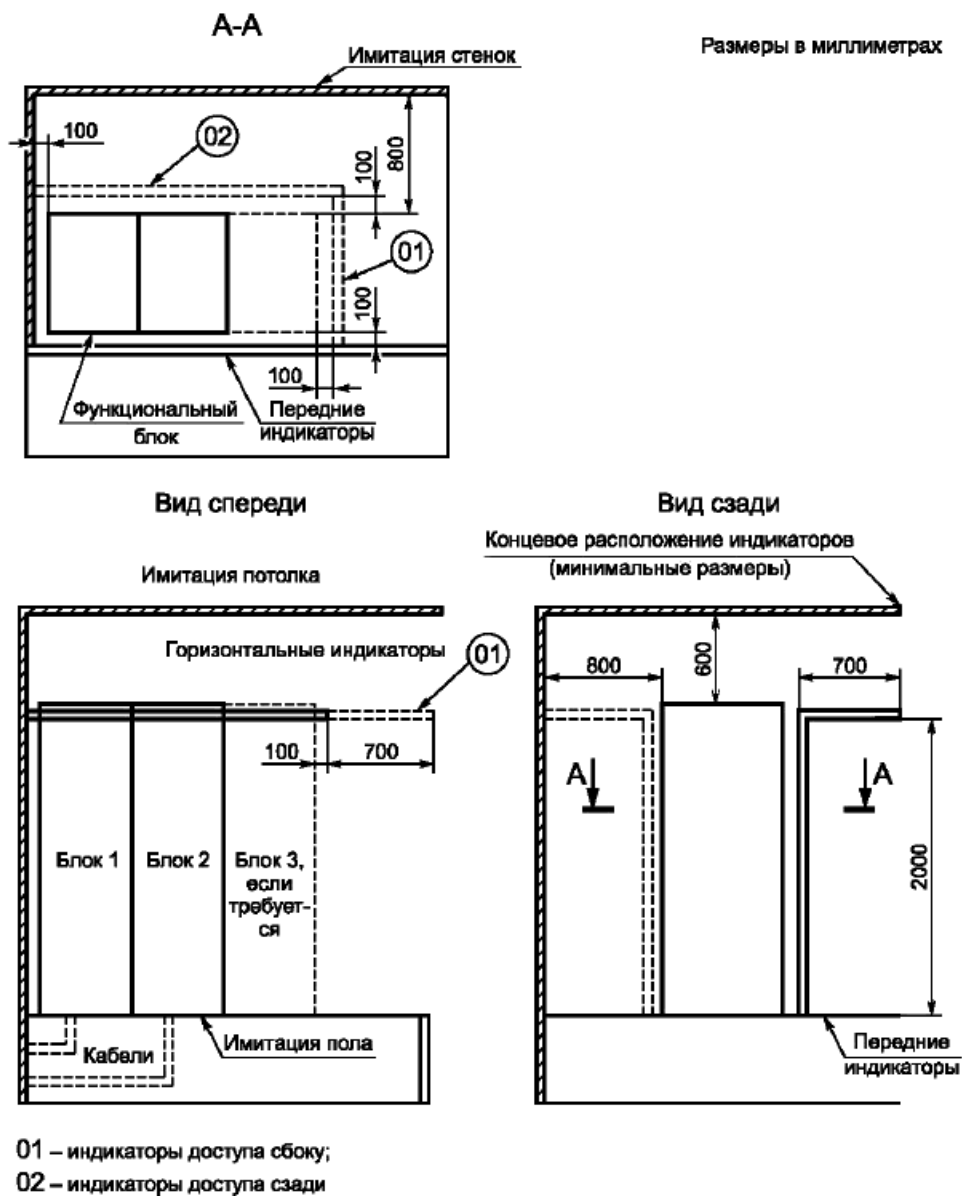 А-А
Размеры в миллиметрах
Имитация стенок
100
02
100
800
01
100
100
Функциональный
блок
Передние
индикаторы
Вид спереди
Имитация потолка
Горизонтальные индикаторы
01
100
700
Блок 1
Блок 2
Блок 3,
если
требует-
ся
Кабели
Имитация пола
Вид сзади
Концевое расположение индикаторов
(минимальные размеры)
800
600
700
А
А
2000
Передние
индикаторы
01 – индикаторы доступа сбоку;
02 – индикаторы доступа сзади